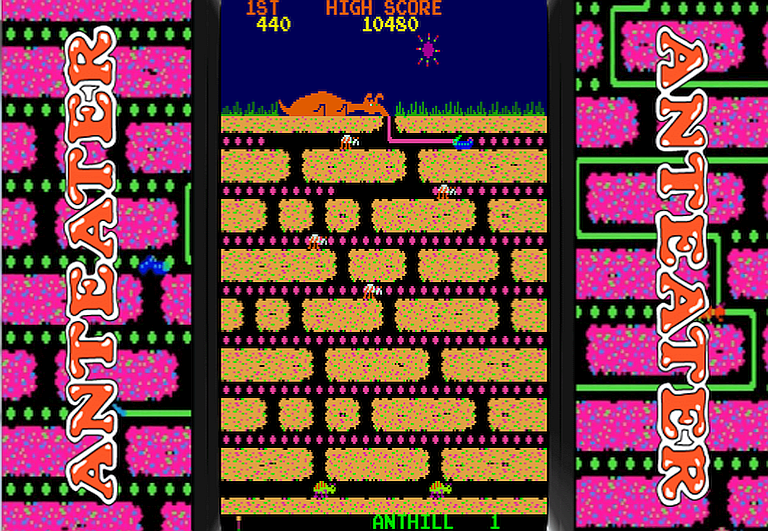 1ST HIGH SCORE
440 10480
ANTEATER
ANTEATER
ANTHILL 1